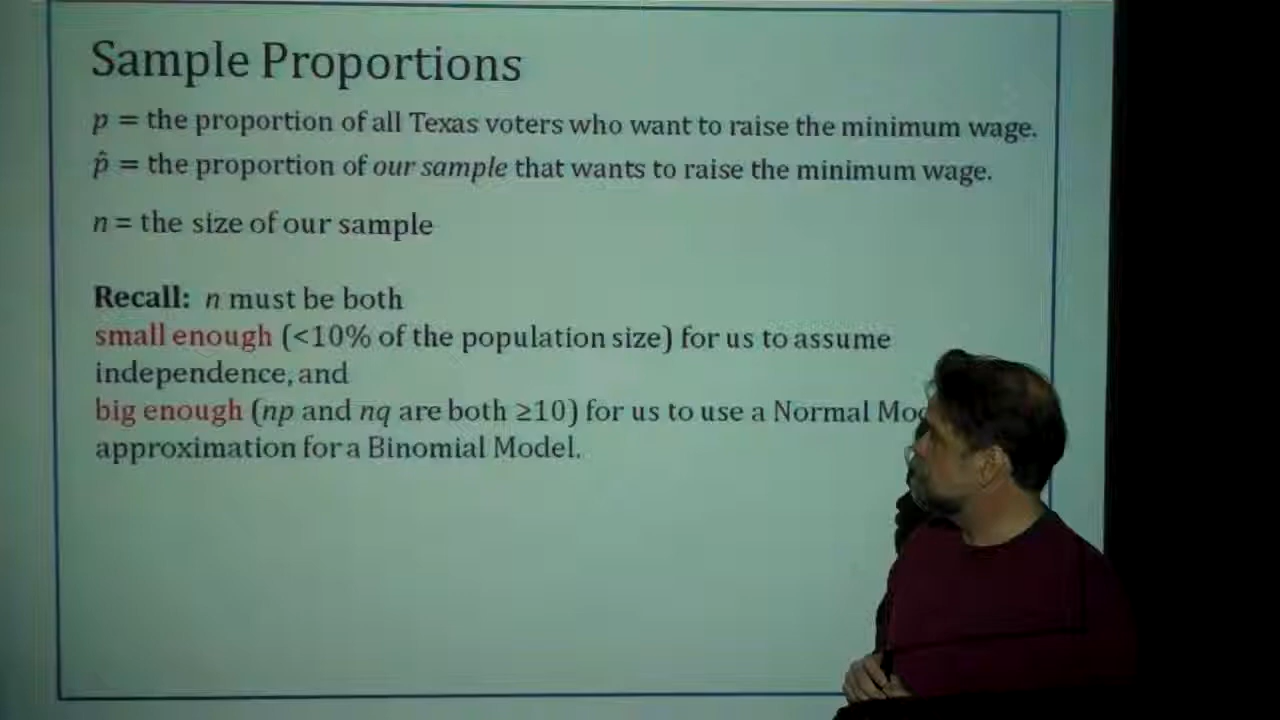 Sample Proportions
p = the proportion of all Texas voters who want to raise the minimum wage.
p̂ = the proportion of our sample that wants to raise the minimum wage.
n = the size of our sample
Recall: n must be both
small enough (<10% of the population size) for us to assume
independence, and
big enough (np and nq are both ≥10) for us to use a Normal
approximation for a Binomial Model.